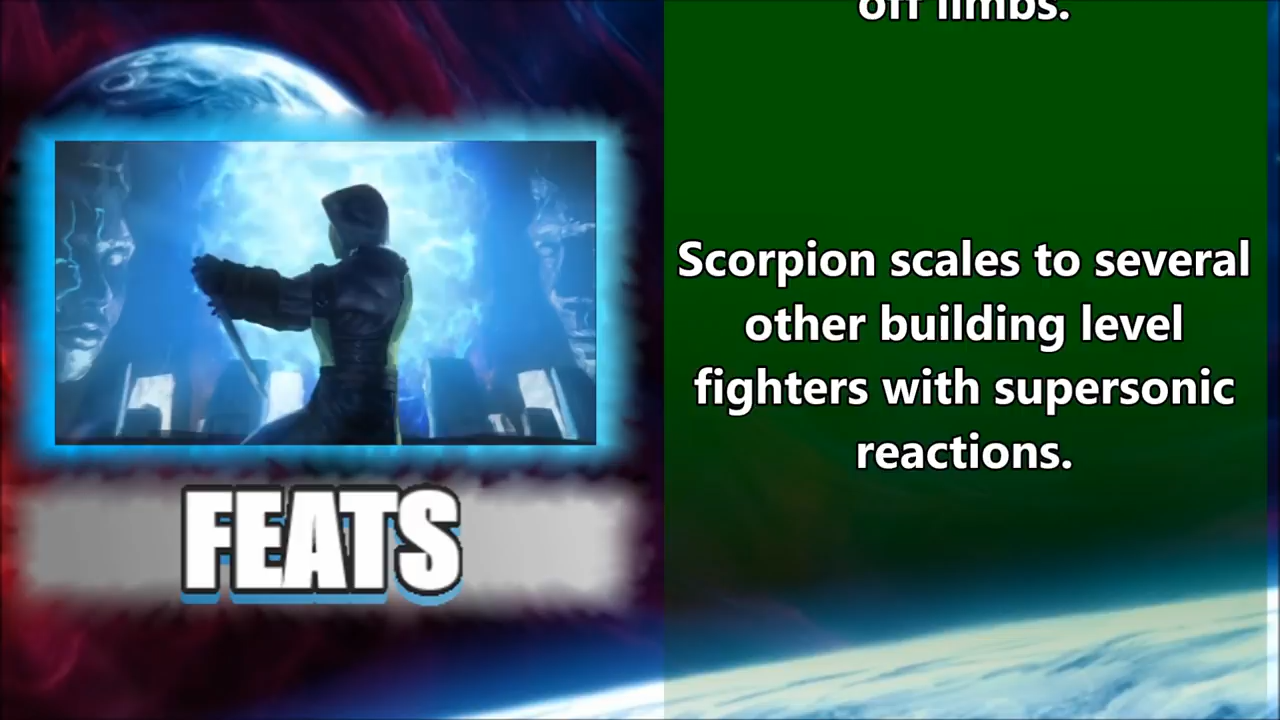 FEATS
off limbs.
Scorpion scales to several
other building level
fighters with supersonic
reactions.